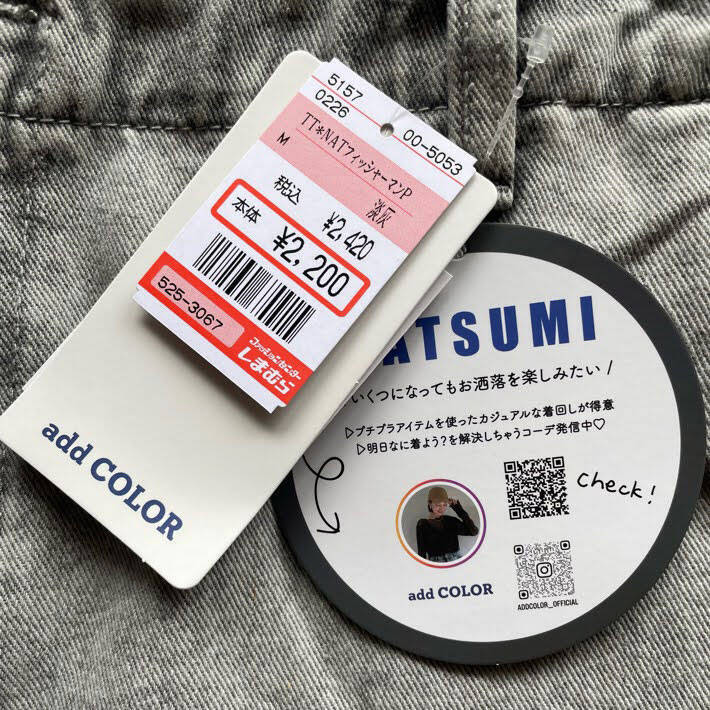 5157
0226
00-5053
TT*NATフィッシャーマンP
M
淡灰
税込
¥2,420
本体
¥2,200
525-3067
ファッションセンター
しまむら
add COLOR
ATSUMI
いくつになってもお洒落を楽しみたい /
▷プチプラアイテムを使ったカジュアルな着回しが得意
▷明日なに着よう?を解決しちゃうコーデ発信中♡
Check!
add COLOR
ADDCOLOR_OFFICIAL